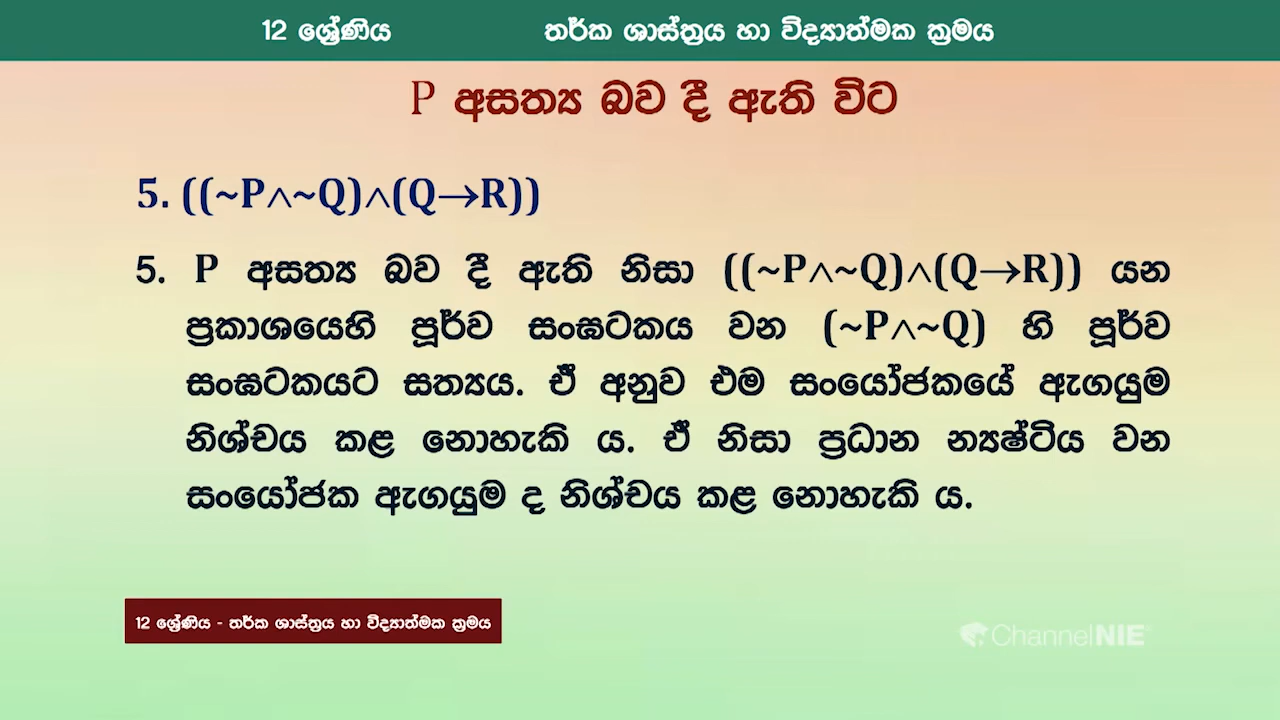 12 ශ්‍රේණිය තර්ක ශාස්ත්‍රය හා විද්‍යාත්මක ක්‍රමය
P අසත්‍ය බව දී ඇති විට
5. ((~P∧~Q)∧(Q→R))
5. P අසත්‍ය බව දී ඇති නිසා ((~P∧~Q)∧(Q→R)) යන
ප්‍රකාශයෙහි පූර්ව සංඝටකය වන (~P∧~Q) හි පූර්ව
සංඝටකයට සත්‍යය. ඒ අනුව එම සංයෝජකයේ ඇගයුම
නිශ්චය කළ නොහැකි ය. ඒ නිසා ප්‍රධාන න්‍යෂ්ටිය වන
සංයෝජක ඇගයුම ද නිශ්චය කළ නොහැකි ය.
12 ශ්‍රේණිය - තර්ක ශාස්ත්‍රය හා විද්‍යාත්මක ක්‍රමය
ChannelNIE